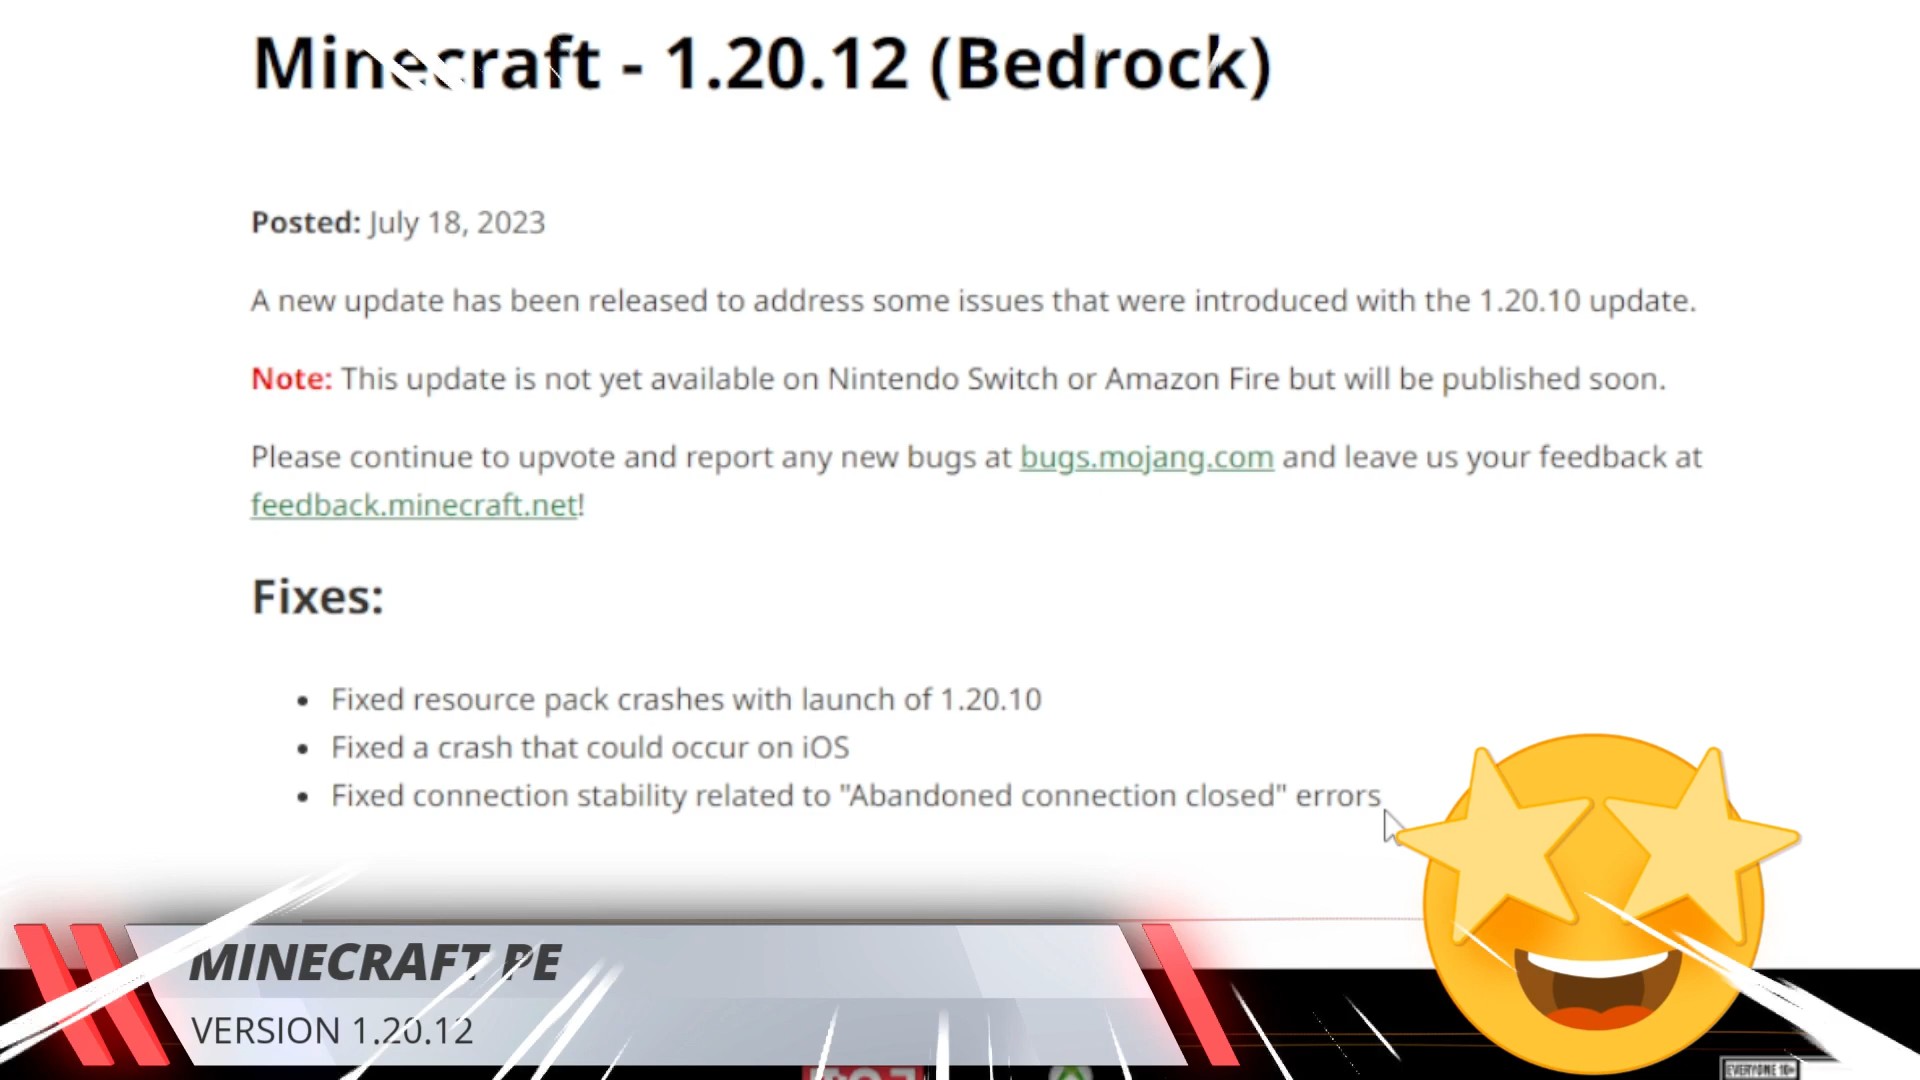 Minecraft - 1.20.12 (Bedrock)
Posted: July 18, 2023
A new update has been released to address some issues that were introduced with the 1.20.10 update.
Note: This update is not yet available on Nintendo Switch or Amazon Fire but will be published soon.
Please continue to upvote and report any new bugs at bugs.mojang.com and leave us your feedback at
feedback.minecraft.net!
Fixes:
• Fixed resource pack crashes with launch of 1.20.10
• Fixed a crash that could occur on iOS
• Fixed connection stability related to "Abandoned connection closed" errors
MINECRAFT PE
VERSION 1.20.12
EVERYONE 10+